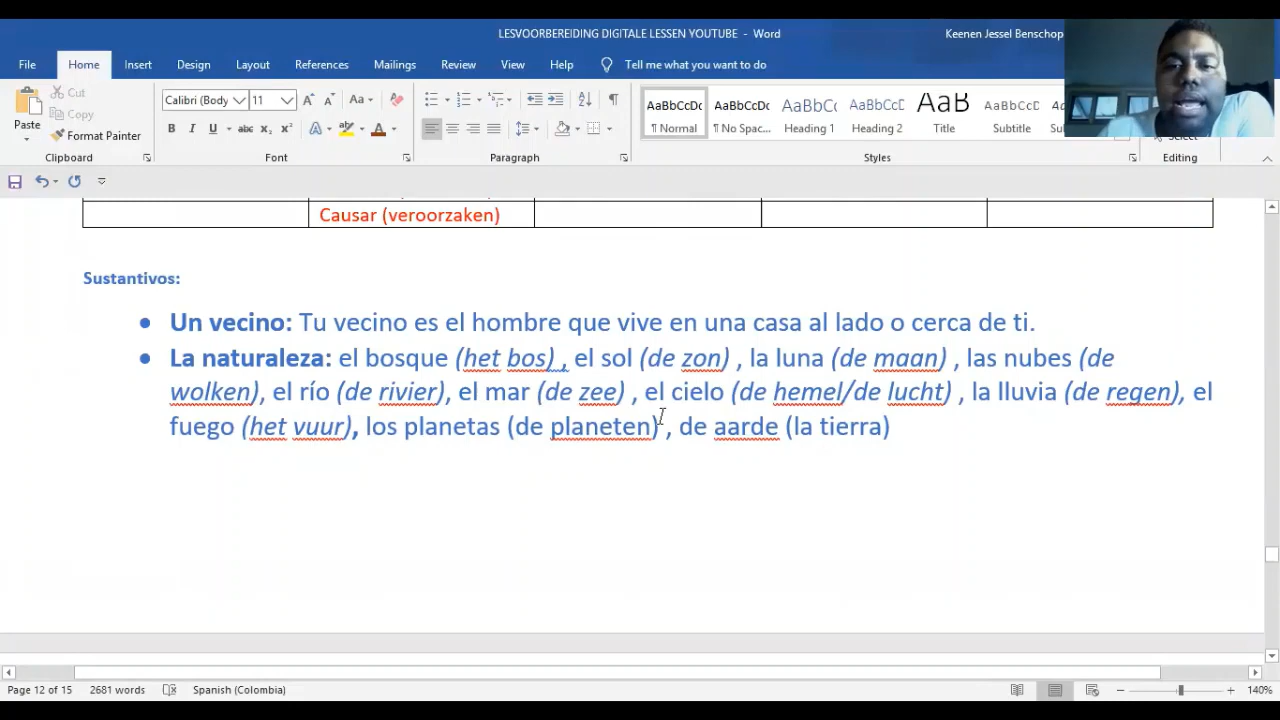 LESVOORBEREIDING DIGITALE LESSEN YOUTUBE - Word
Keenen Jessel Benschop
File Home Insert Design Layout References Mailings Review View Help Tell me what you want to do
Paste
Cut
Copy
Format Painter
Clipboard
Calibri (Body 11
Font
Paragraph
AaBbCcDc AaBbCcDc AaBbCc AaBbCcD AaB AaBbCcD
¶ Normal ¶ No Spac... Heading 1 Heading 2 Title Subtitle
Styles
Editing
Causar (veroorzaken)
Sustantivos:
• Un vecino: Tu vecino es el hombre que vive en una casa al lado o cerca de ti.
• La naturaleza: el bosque (het bos) , el sol (de zon) , la luna (de maan) , las nubes (de
wolken), el río (de rivier), el mar (de zee) , el cielo (de hemel/de lucht) , la lluvia (de regen), el
fuego (het vuur), los planetas (de planeten) , de aarde (la tierra)
Page 12 of 15 2681 words Spanish (Colombia) 140%